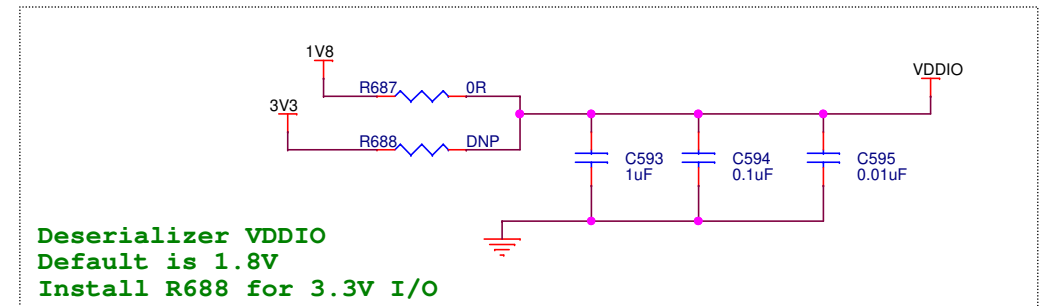 1V8
VDDIO
R687 0R
3V3
R688 DNP
C593 C594 C595
1uF 0.1uF 0.01uF
Deserializer VDDIO
Default is 1.8V
Install R688 for 3.3V I/O